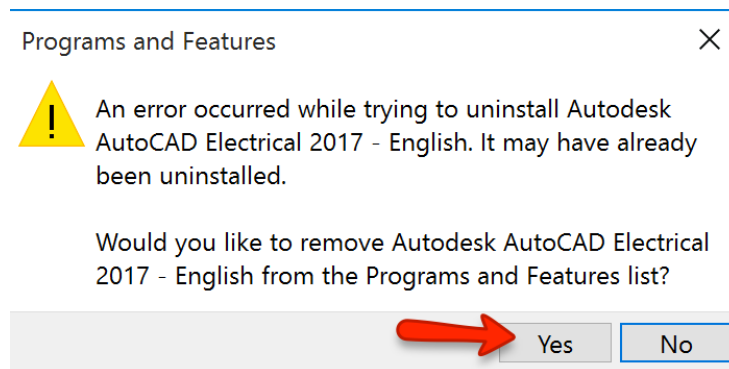 Programs and Features
An error occurred while trying to uninstall Autodesk
AutoCAD Electrical 2017 - English. It may have already
been uninstalled.
Would you like to remove Autodesk AutoCAD Electrical
2017 - English from the Programs and Features list?
Yes No